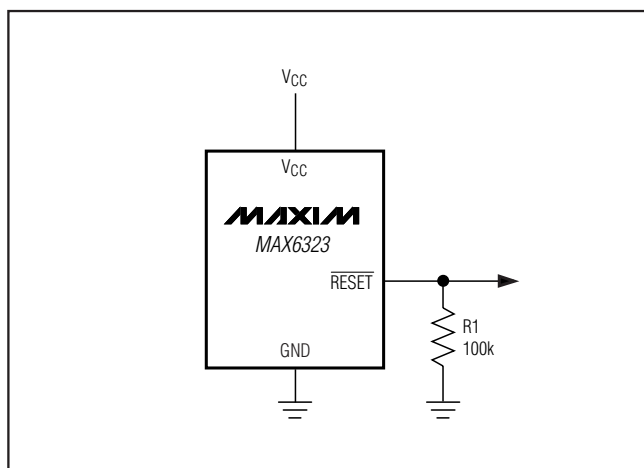 VCC
VCC
MAXIM
MAX6323
RESET
R1
100k
GND